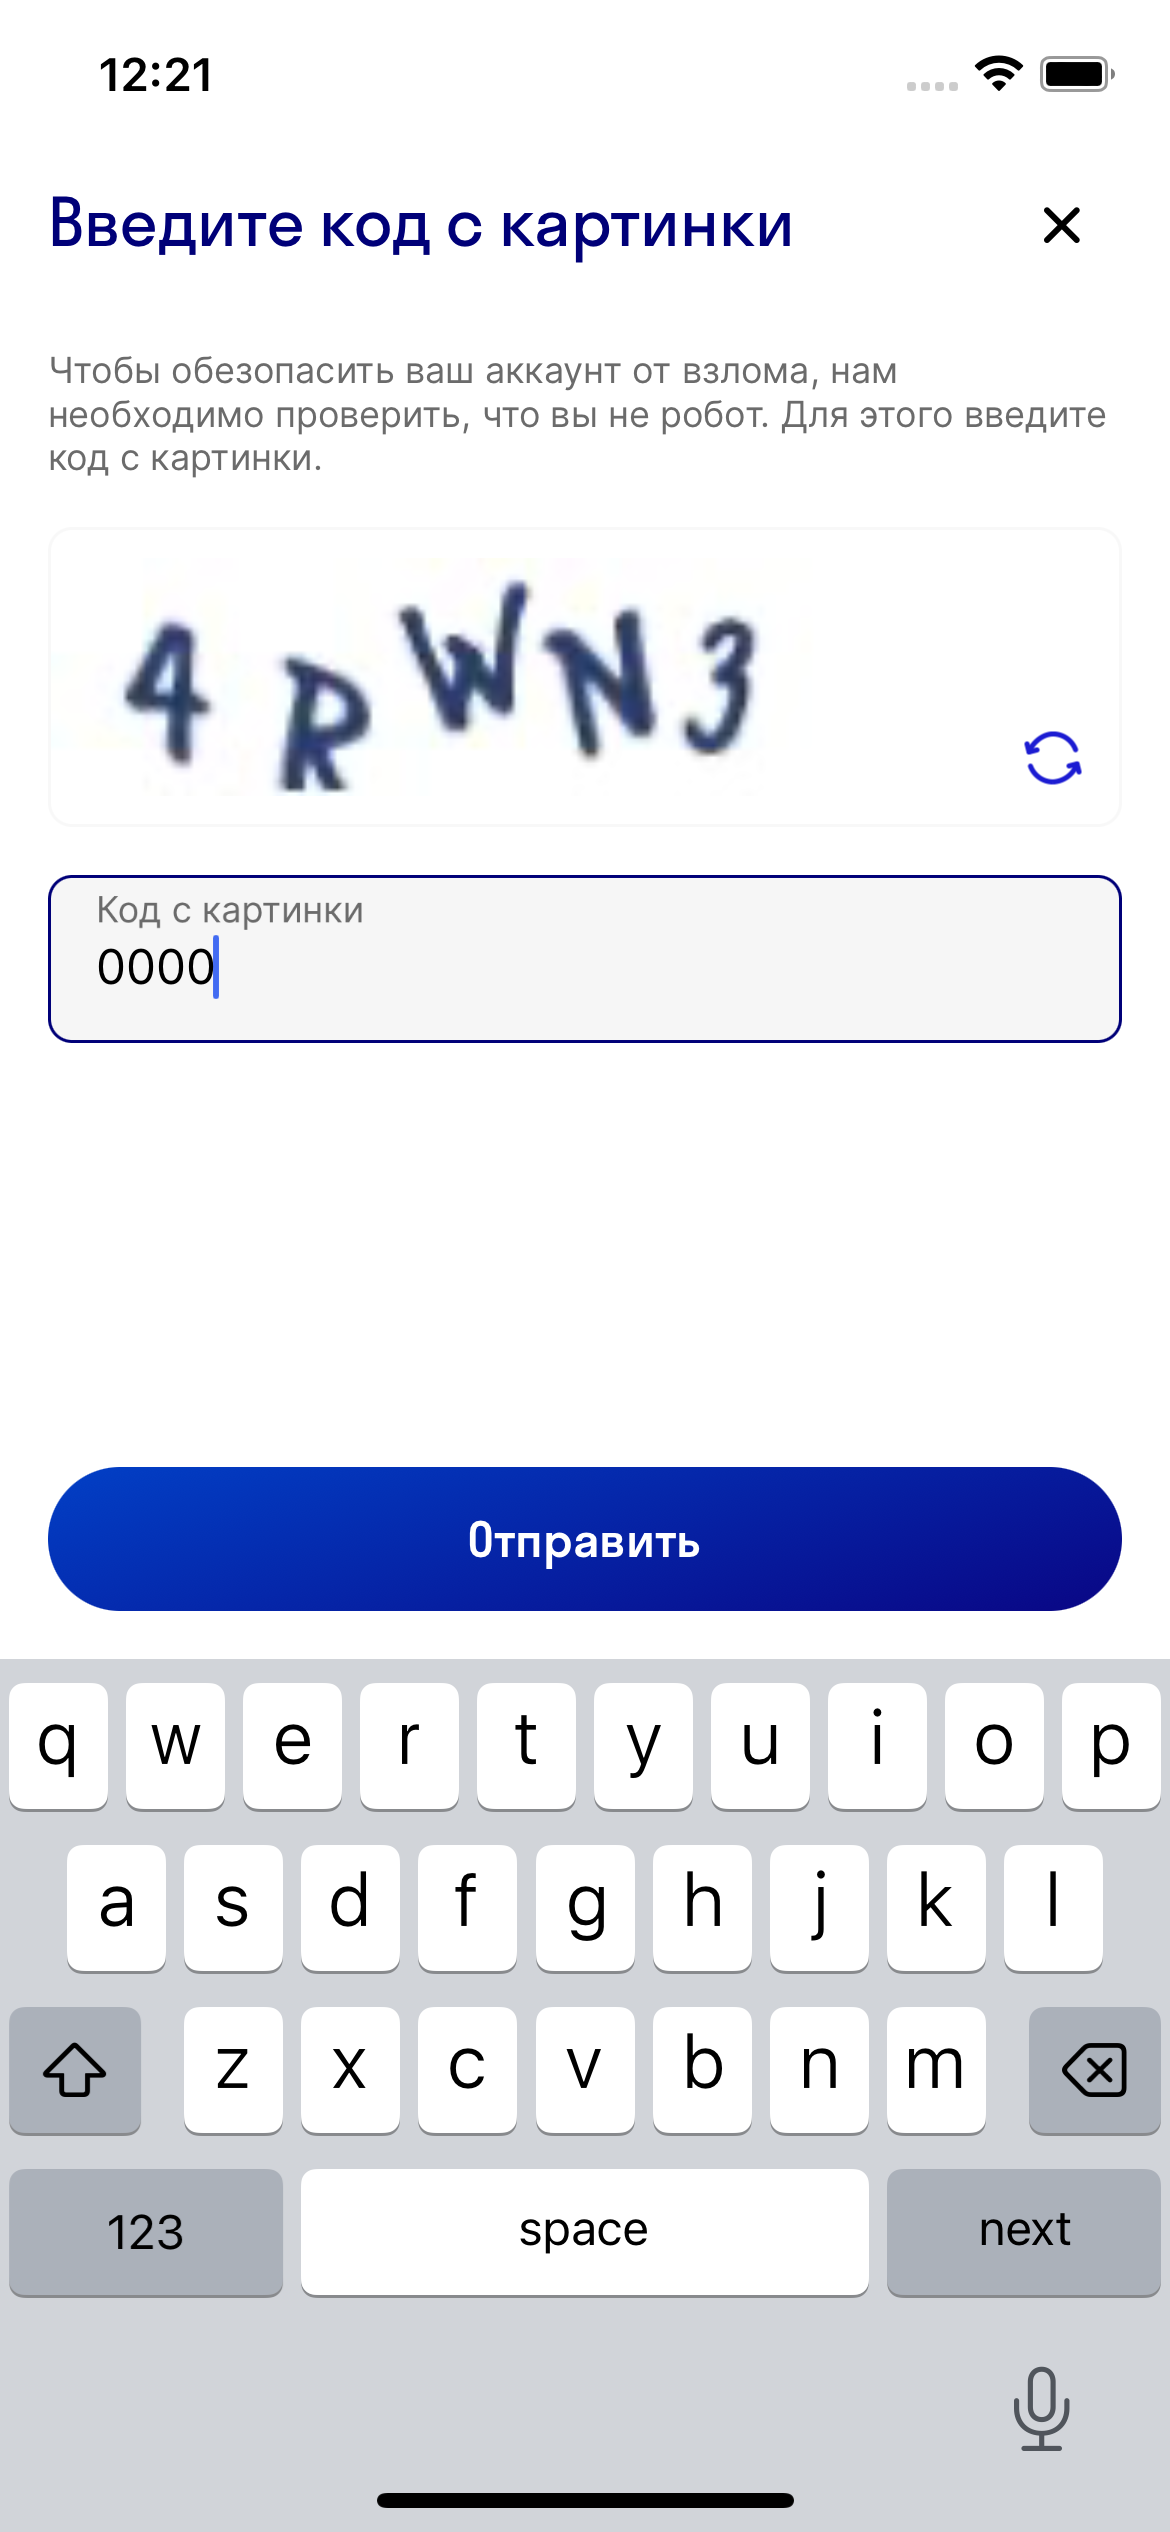 12:21
Введите код с картинки
Чтобы обезопасить ваш аккаунт от взлома, нам
необходимо проверить, что вы не робот. Для этого введите
код с картинки.
4RWN3
Код с картинки
0000
Отправить
q w e r t y u i o p
a s d f g h j k l
z x c v b n m
123 space next